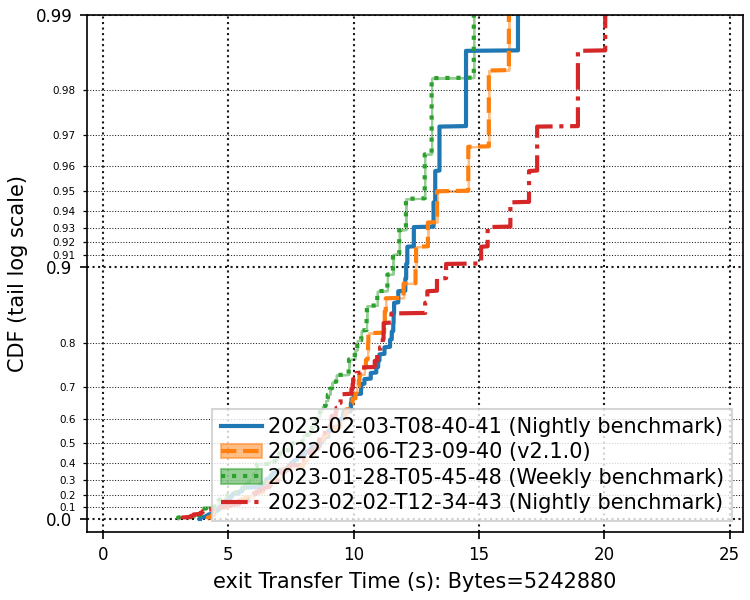 CDF (tail log scale)
0.99
0.98
0.97
0.96
0.95
0.94
0.93
0.92
0.91
0.9
0.8
0.7
0.6
0.5
0.4
0.3
0.2
0.1
0.0
2023-02-03-T08-40-41 (Nightly benchmark)
2022-06-06-T23-09-40 (v2.1.0)
2023-01-28-T05-45-48 (Weekly benchmark)
2023-02-02-T12-34-43 (Nightly benchmark)
0 5 10 15 20 25
exit Transfer Time (s): Bytes=5242880